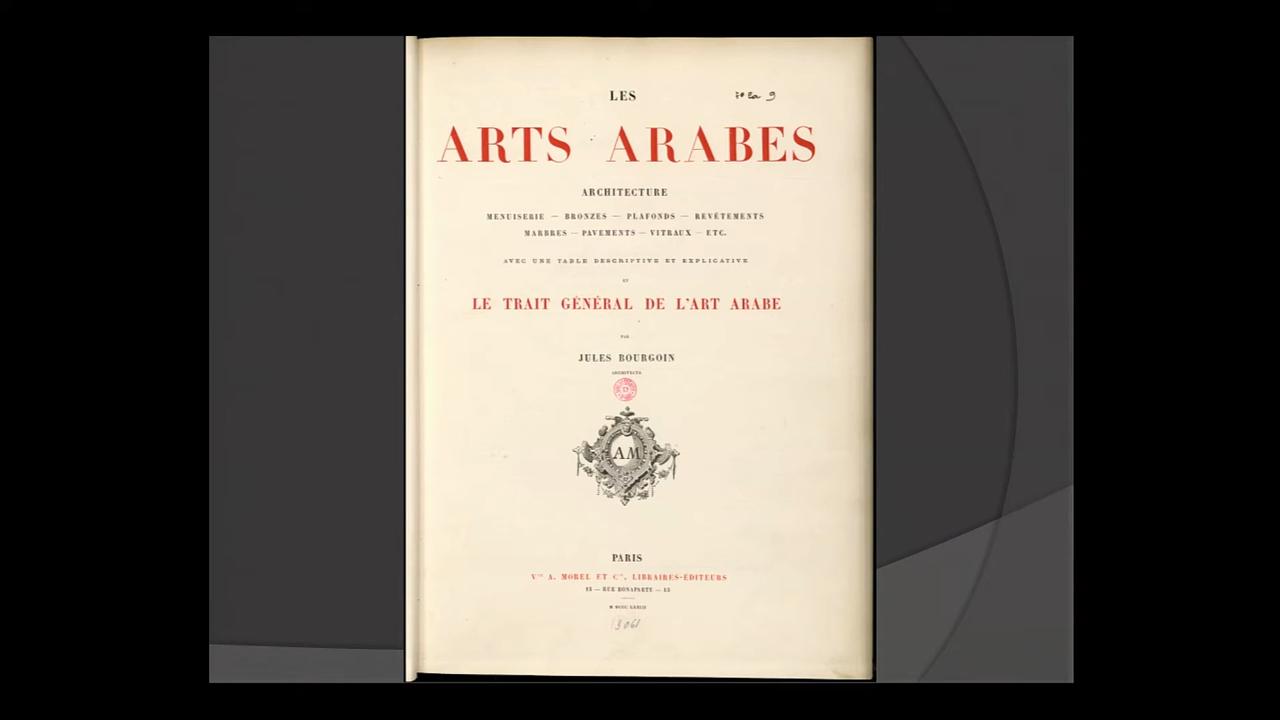 LES
ARTS ARABES
ARCHITECTURE
MENUISERIE — BRONZES — PLAFONDS — REVÊTEMENTS
MARBRES — PAVEMENTS — VITRAUX — ETC.
AVEC UNE TABLE DESCRIPTIVE ET EXPLICATIVE
ET
LE TRAIT GÉNÉRAL DE L'ART ARABE
PAR
JULES BOURGOIN
ARCHITECTE
AM
PARIS
Vve A. MOREL ET Cie, LIBRAIRES-ÉDITEURS
13 — RUE BONAPARTE — 13
3061